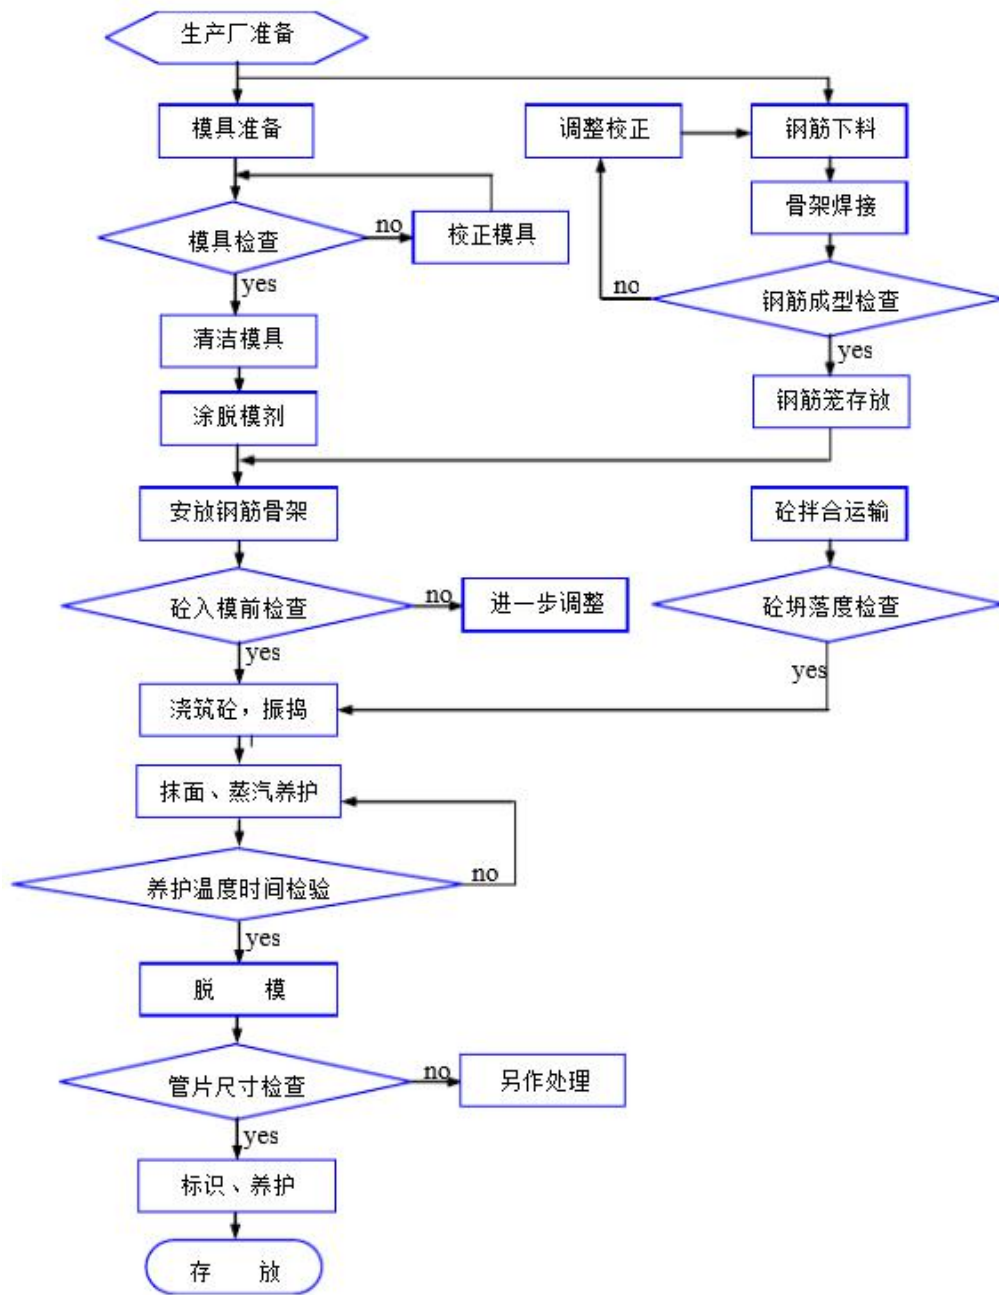 生产厂准备
模具准备
调整校正
钢筋下料
骨架焊接
模具检查
no
校正模具
yes
no
钢筋成型检查
清洁模具
yes
涂脱模剂
钢筋笼存放
安放钢筋骨架
砼拌合运输
砼入模前检查
no
进一步调整
砼坍落度检查
yes
yes
浇筑砼，振捣
抹面、蒸汽养护
养护温度时间检验
no
yes
脱 模
管片尺寸检查
no
另作处理
yes
标识、养护
存 放